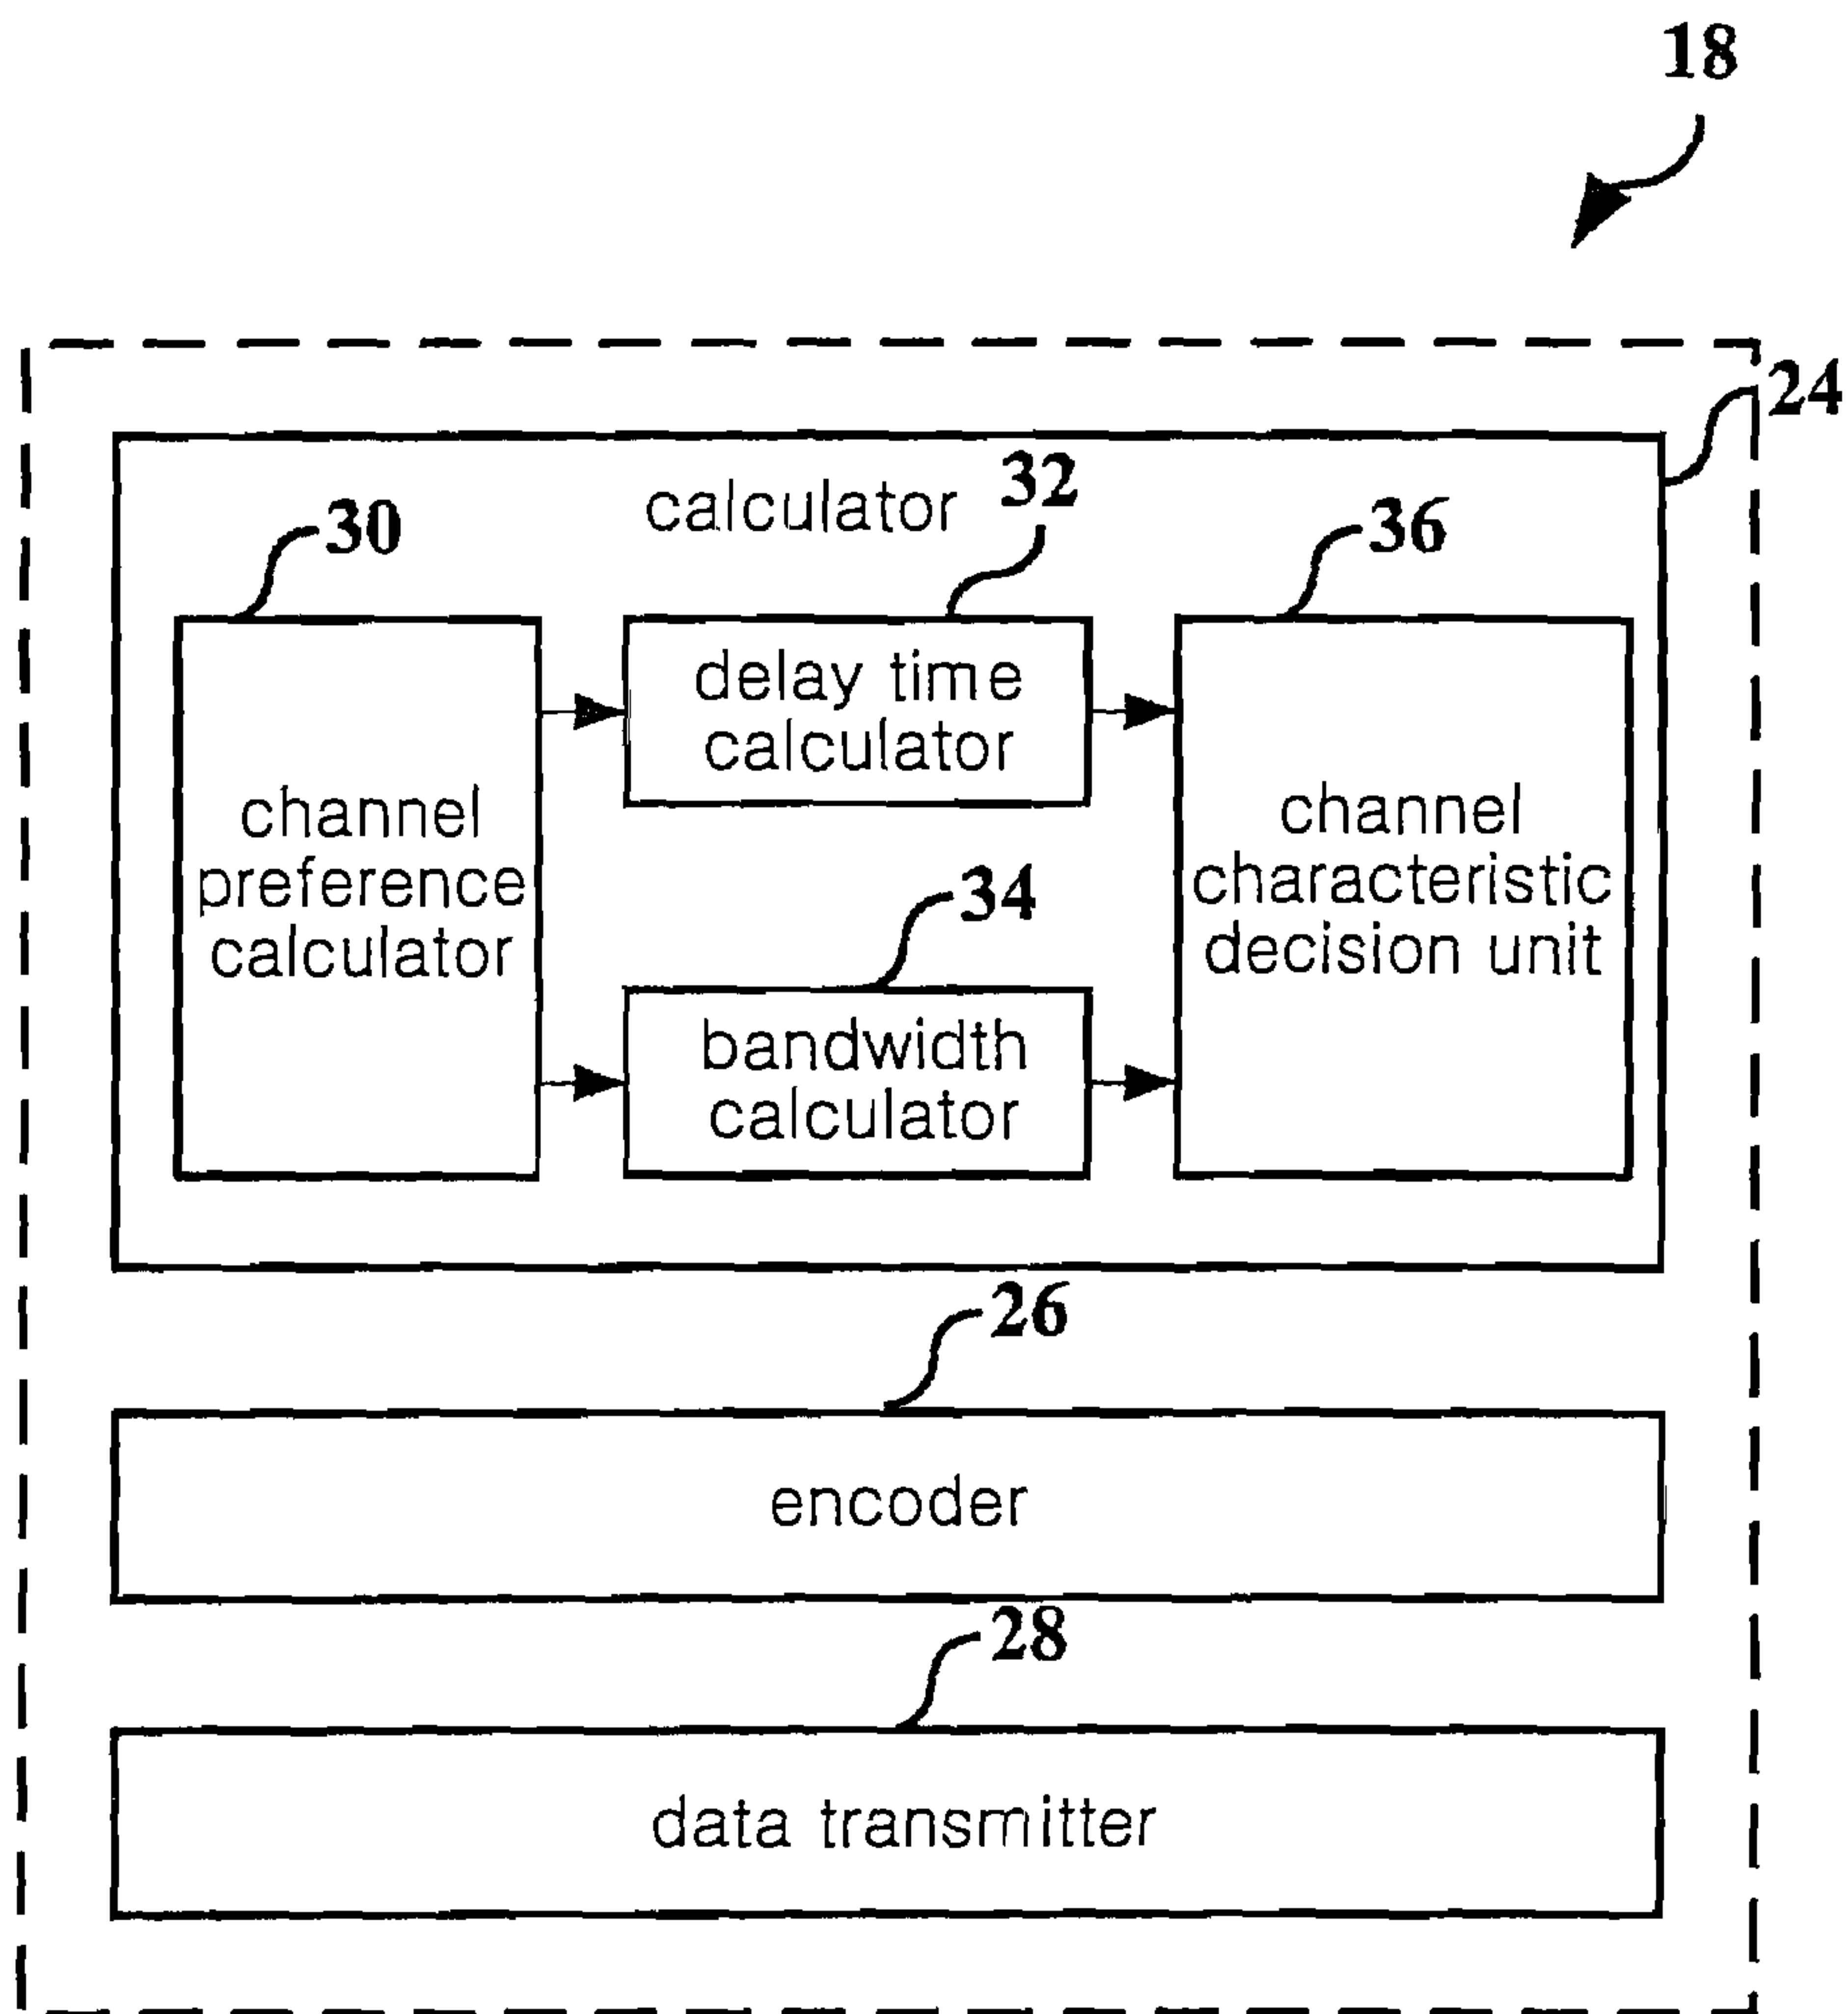 18
24
calculator
32
30
36
delay time
calculator
channel
preference
calculator
channel
characteristic
decision unit
34
bandwidth
calculator
26
encoder
28
data transmitter